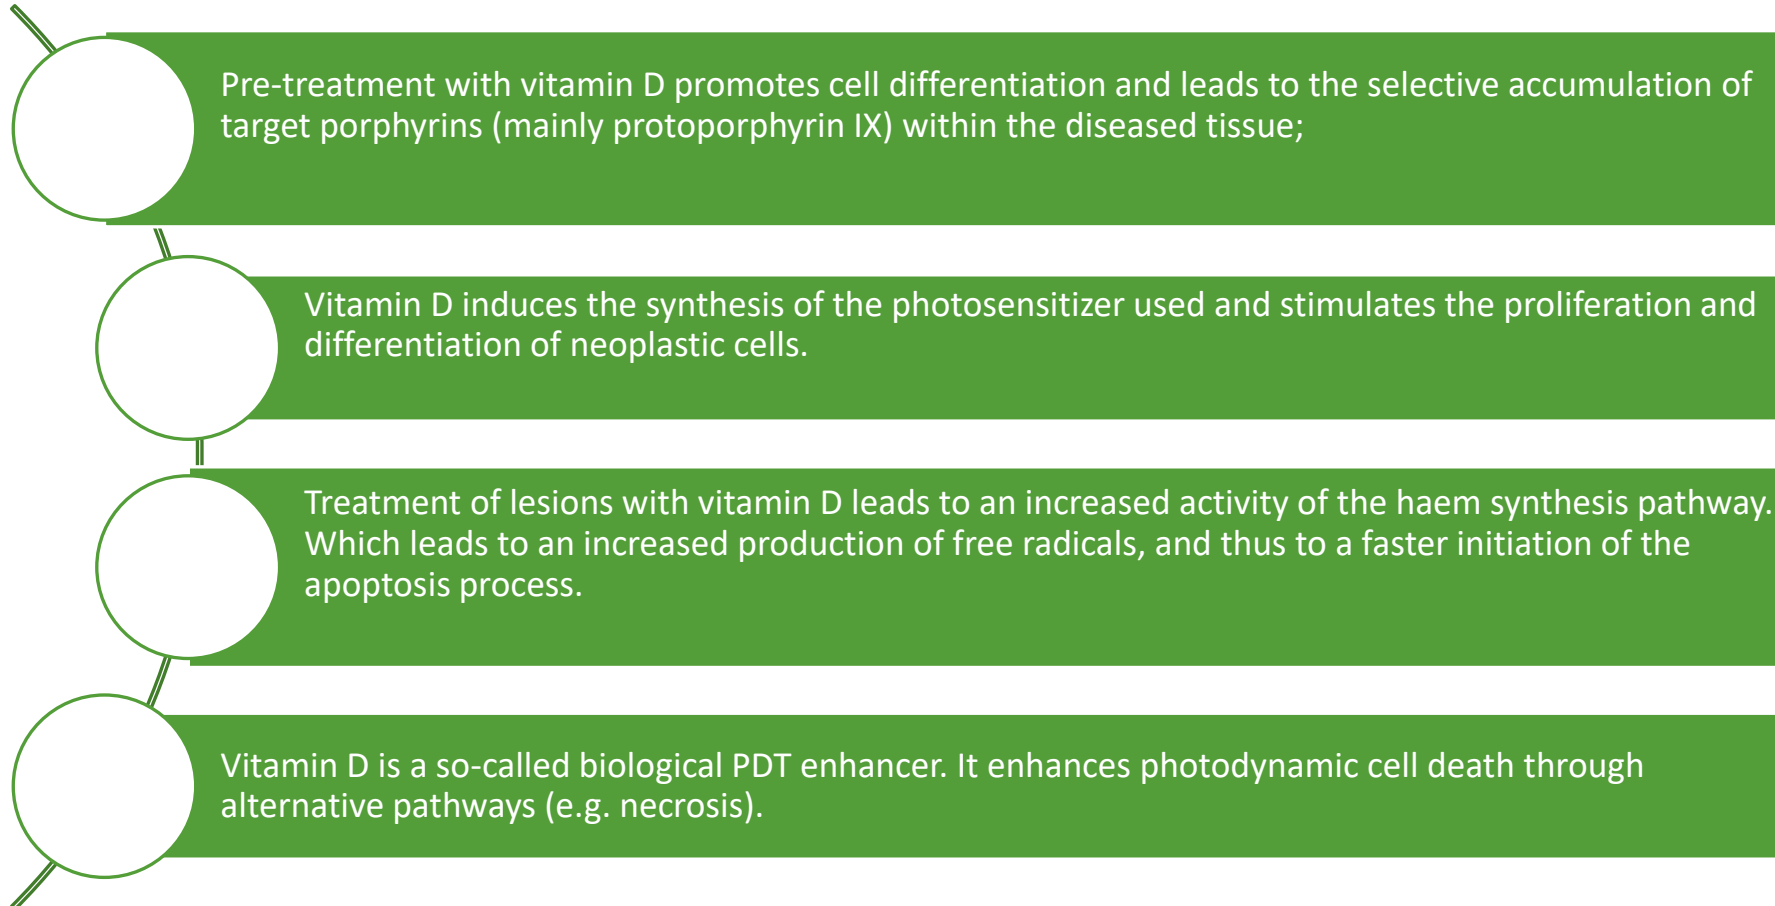 Pre-treatment with vitamin D promotes cell differentiation and leads to the selective accumulation of
target porphyrins (mainly protoporphyrin IX) within the diseased tissue;
Vitamin D induces the synthesis of the photosensitizer used and stimulates the proliferation and
differentiation of neoplastic cells.
Treatment of lesions with vitamin D leads to an increased activity of the haem synthesis pathway.
Which leads to an increased production of free radicals, and thus to a faster initiation of the
apoptosis process.
Vitamin D is a so-called biological PDT enhancer. It enhances photodynamic cell death through
alternative pathways (e.g. necrosis).